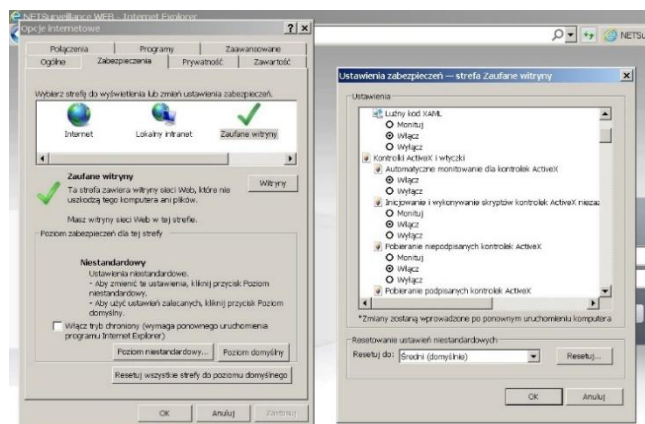 NETSurveillance WEB - Internet Explorer
Opcje internetowe
Połączenia Programy Zaawansowane
Ogólne Zabezpieczenia Prywatność Zawartość
Wybierz strefę do wyświetlenia lub zmień ustawienia zabezpieczeń.
Internet Lokalny intranet Zaufane witryny
Zaufane witryny
Ta strefa zawiera witryny sieci Web, które nie
uszkodzą tego komputera ani plików.
Witryny
Masz witryny sieci Web w tej strefie.
Poziom zabezpieczeń dla tej strefy
Niestandardowy
Ustawienia niestandardowe.
- Aby zmienić te ustawienia, kliknij przycisk Poziom
niestandardowy.
- Aby użyć ustawień zalecanych, kliknij przycisk Poziom
domyślny.
Włącz tryb chroniony (wymaga ponownego uruchomienia
programu Internet Explorer)
Poziom niestandardowy... Poziom domyślny
Resetuj wszystkie strefy do poziomu domyślnego
OK Anuluj Zastosuj
NETSu
Ustawienia zabezpieczeń — strefa Zaufane witryny
Ustawienia
Luźny kod XAML
Monituj
Włącz
Wyłącz
Kontrolki ActiveX i wtyczki
Automatyczne monitowanie dla kontrolek ActiveX
Włącz
Wyłącz
Inicjowanie i wykonywanie skryptów kontrolek ActiveX niezaz
Monituj
Włącz
Wyłącz
Pobieranie niepodpisanych kontrolek ActiveX
Monituj
Włącz
Wyłącz
Pobieranie podpisanych kontrolek ActiveX
*Zmiany zostaną wprowadzone po ponownym uruchomieniu komputera
Resetowanie ustawień niestandardowych
Resetuj do: Średni (domyślnie) Resetuj...
OK Anuluj